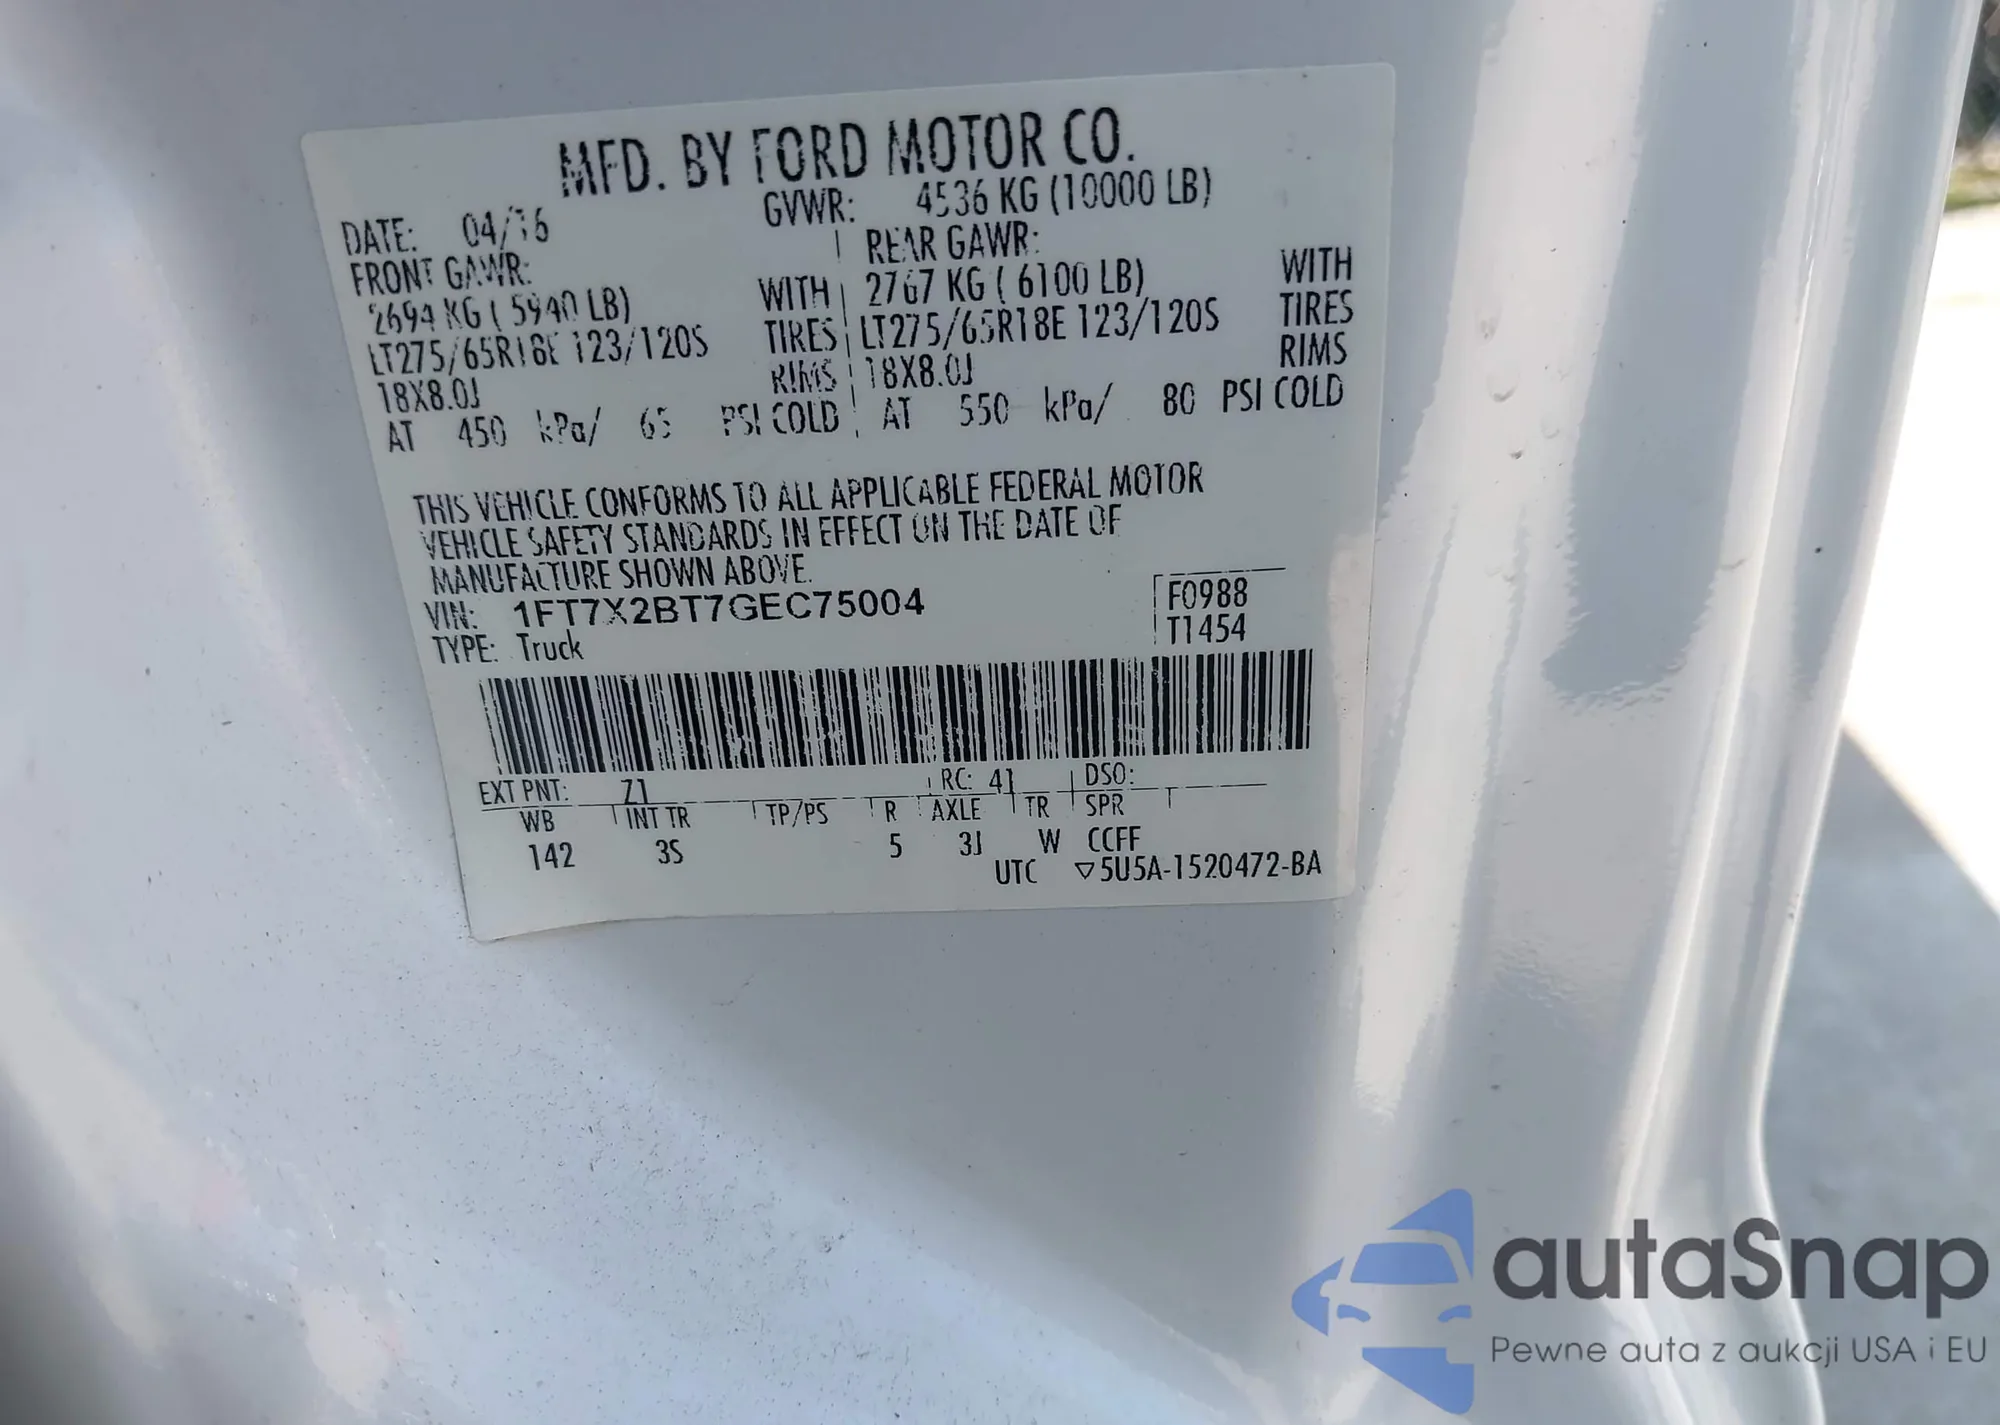 MFD. BY FORD MOTOR CO.
DATE: 04/16 GVWR: 4536 KG (10000 LB)
FRONT GAWR: REAR GAWR:
2694 KG ( 5940 LB) WITH 2767 KG ( 6100 LB) WITH
LT275/65R18E 123/120S TIRES LT275/65R18E 123/120S TIRES
18X8.0J RIMS 18X8.0J RIMS
AT 450 kPa/ 65 PSI COLD AT 550 kPa/ 80 PSI COLD
THIS VEHICLE CONFORMS TO ALL APPLICABLE FEDERAL MOTOR
VEHICLE SAFETY STANDARDS IN EFFECT ON THE DATE OF
MANUFACTURE SHOWN ABOVE.
VIN: 1FT7X2BT7GEC75004 F0988
TYPE: Truck T1454
EXT PNT: Z1 RC: 41 DSO:
WB INT TR TP/PS R AXLE TR SPR
142 3S 5 3J W CCFF
UTC ▽5U5A-1520472-BA
autaSnap
Pewne auta z aukcji USA i EU